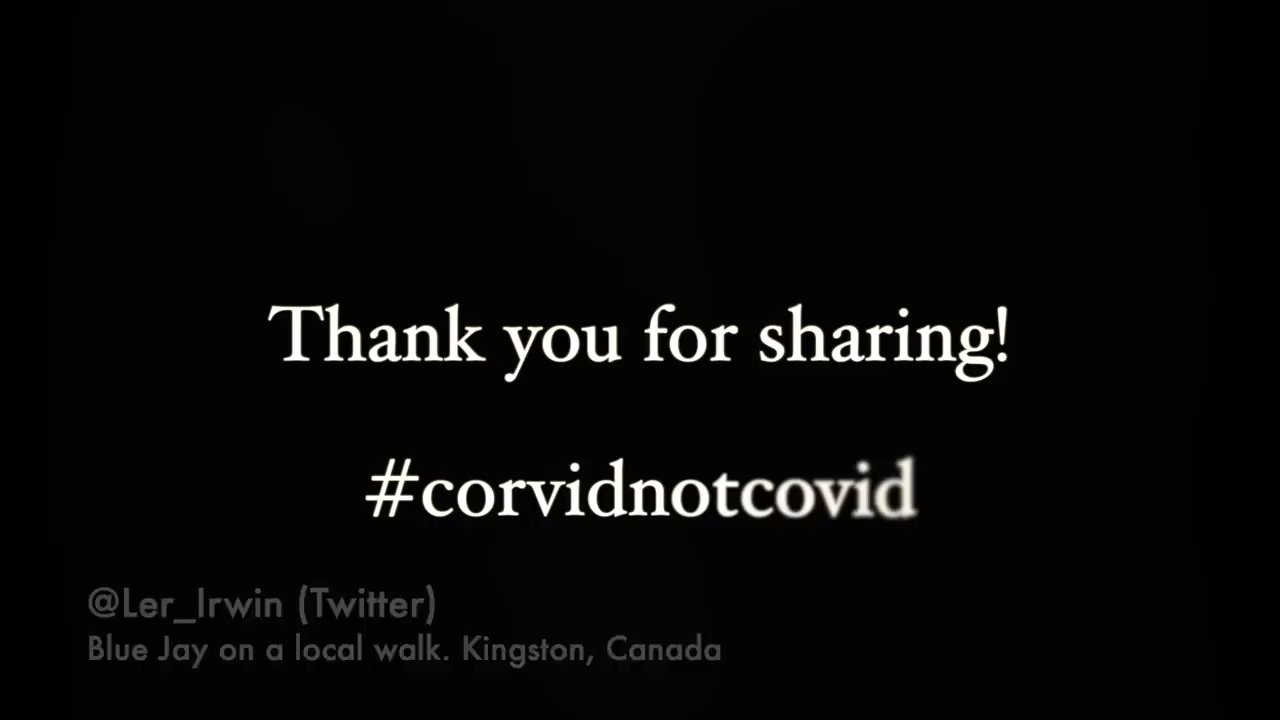 Thank you for sharing!
#corvidnotcovid
@Ler_Irwin (Twitter)
Blue Jay on a local walk. Kingston, Canada